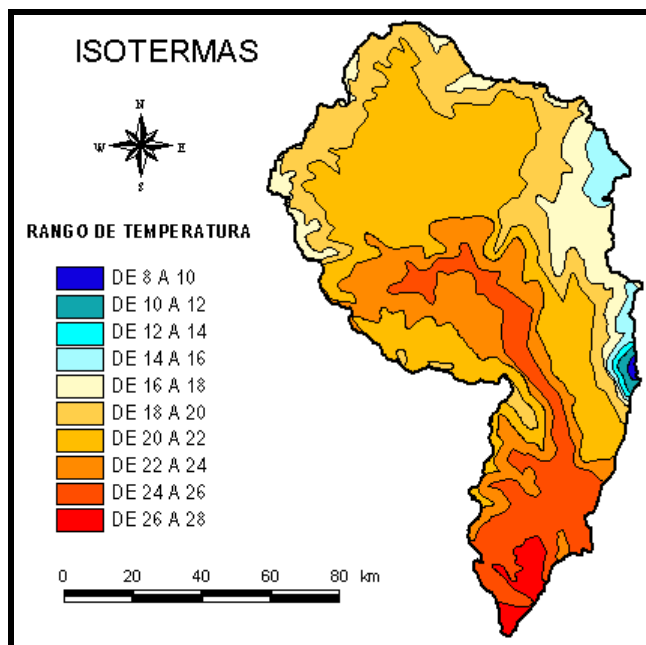 ISOTERMAS
N
W E
S
RANGO DE TEMPERATURA
DE 8 A 10
DE 10 A 12
DE 12 A 14
DE 14 A 16
DE 16 A 18
DE 18 A 20
DE 20 A 22
DE 22 A 24
DE 24 A 26
DE 26 A 28
0 20 40 60 80 km